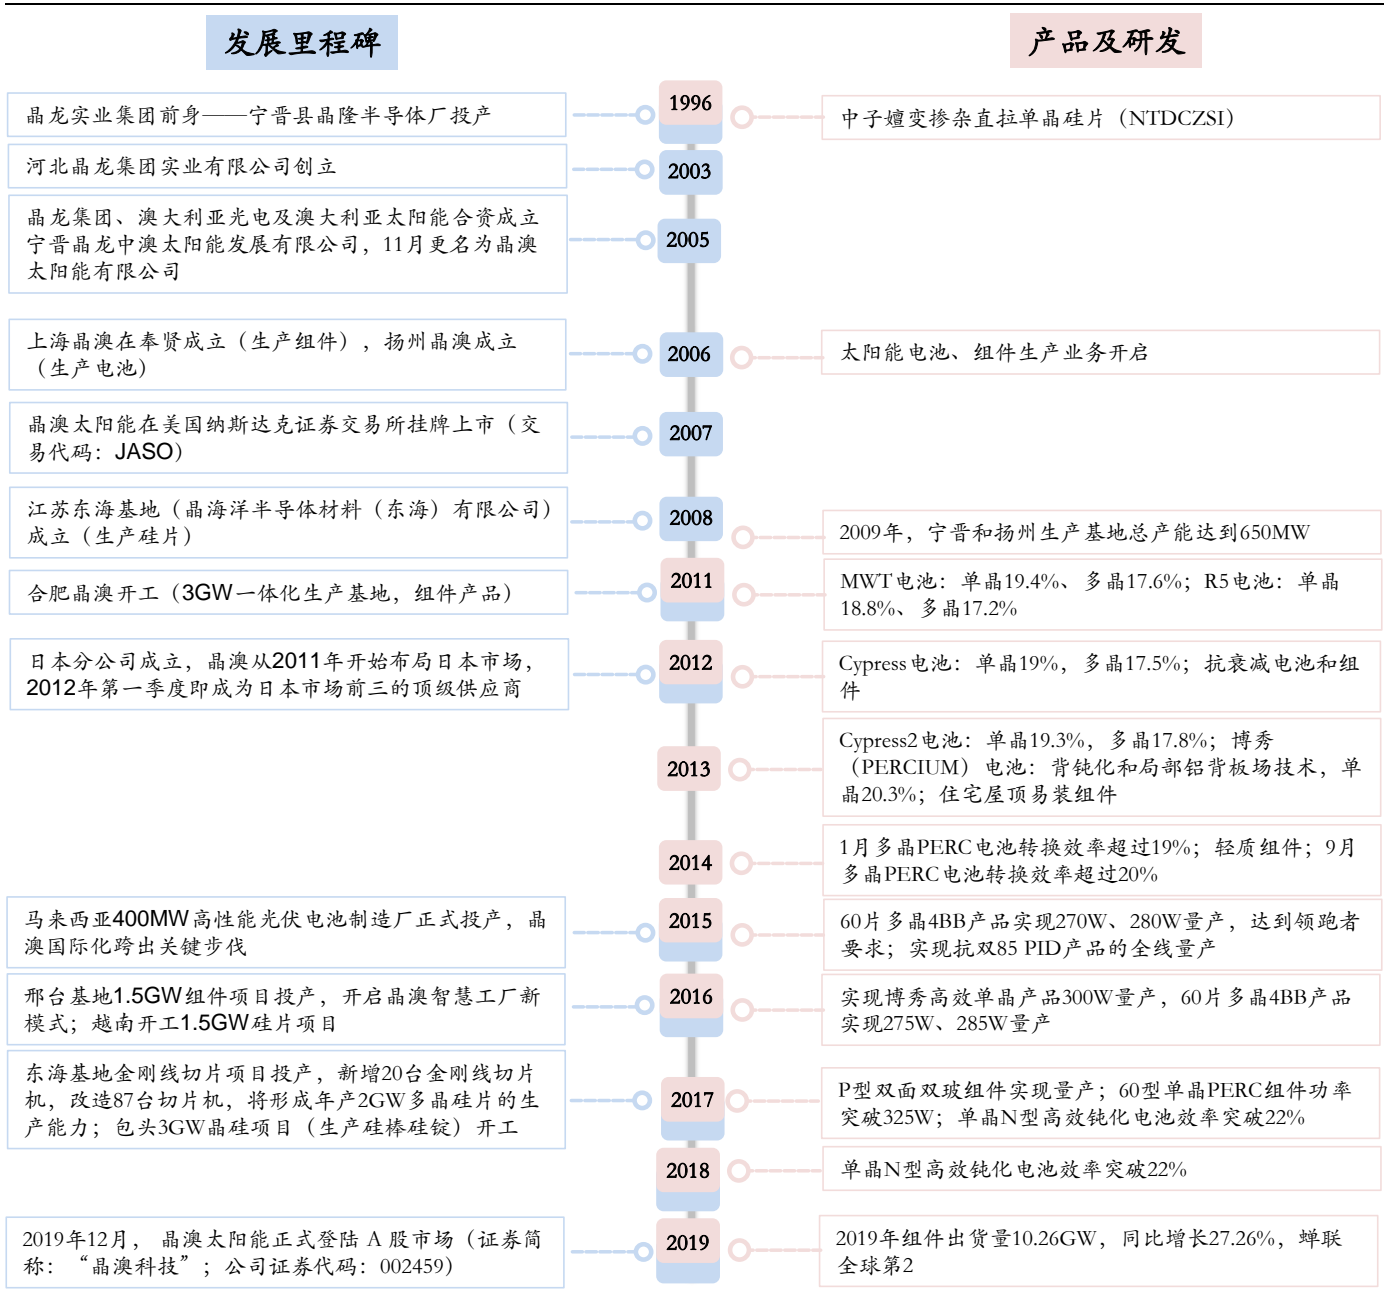 发展里程碑
产品及研发
晶龙实业集团前身——宁晋县晶隆半导体厂投产
1996
中子嬗变掺杂直拉单晶硅片（NTDCZSI）
河北晶龙集团实业有限公司创立
2003
晶龙集团、澳大利亚光电及澳大利亚太阳能合资成立
宁晋晶龙中澳太阳能发展有限公司，11月更名为晶澳
太阳能有限公司
2005
上海晶澳在奉贤成立（生产组件），扬州晶澳成立
（生产电池）
2006
太阳能电池、组件生产业务开启
晶澳太阳能在美国纳斯达克证券交易所挂牌上市（交
易代码：JASO）
2007
江苏东海基地（晶海洋半导体材料（东海）有限公司）
成立（生产硅片）
2008
2009年，宁晋和扬州生产基地总产能达到650MW
合肥晶澳开工（3GW一体化生产基地，组件产品）
2011
MWT电池：单晶19.4%、多晶17.6%；R5电池：单晶
18.8%、多晶17.2%
日本分公司成立，晶澳从2011年开始布局日本市场，
2012年第一季度即成为日本市场前三的顶级供应商
2012
Cypress电池：单晶19%，多晶17.5%；抗衰减电池和组
件
2013
Cypress2电池：单晶19.3%，多晶17.8%；博秀
（PERCIUM）电池：背钝化和局部铝背板场技术，单
晶20.3%；住宅屋顶易装组件
2014
1月多晶PERC电池转换效率超过19%；轻质组件；9月
多晶PERC电池转换效率超过20%
马来西亚400MW高性能光伏电池制造厂正式投产，晶
澳国际化跨出关键步伐
2015
60片多晶4BB产品实现270W、280W量产，达到领跑者
要求；实现抗双85 PID产品的全线量产
邢台基地1.5GW组件项目投产，开启晶澳智慧工厂新
模式；越南开工1.5GW硅片项目
2016
实现博秀高效单晶产品300W量产，60片多晶4BB产品
实现275W、285W量产
东海基地金刚线切片项目投产，新增20台金刚线切片
机，改造87台切片机，将形成年产2GW多晶硅片的生
产能力；包头3GW晶硅项目（生产硅棒硅锭）开工
2017
P型双面双玻组件实现量产；60型单晶PERC组件功率
突破325W；单晶N型高效钝化电池效率突破22%
2018
单晶N型高效钝化电池效率突破22%
2019年12月， 晶澳太阳能正式登陆 A 股市场（证券简
称：“晶澳科技”；公司证券代码：002459）
2019
2019年组件出货量10.26GW，同比增长27.26%，蝉联
全球第2